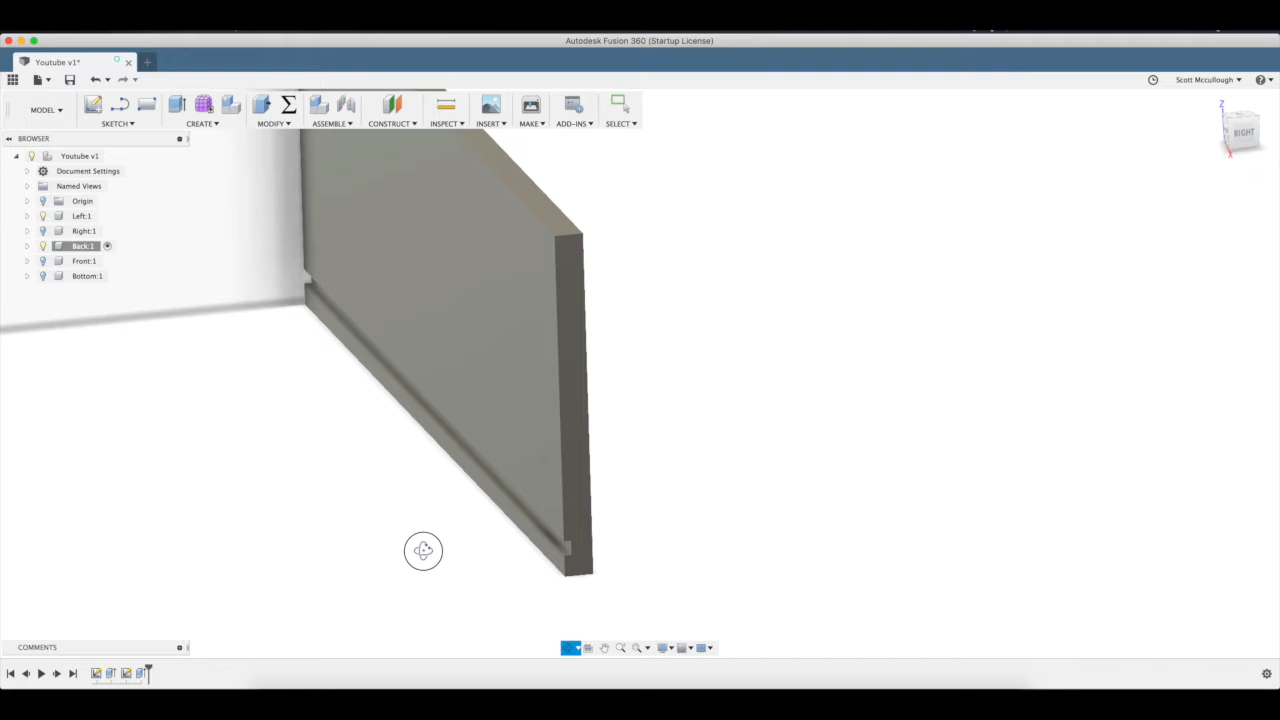 Autodesk Fusion 360 (Startup License)
Youtube v1*
Scott Mccullough
MODEL
SKETCH
CREATE
MODIFY
ASSEMBLE
CONSTRUCT
INSPECT
INSERT
MAKE
ADD-INS
SELECT
BROWSER
Youtube v1
Document Settings
Named Views
Origin
Left:1
Right:1
Back:1
Front:1
Bottom:1
Z
RIGHT
X
COMMENTS